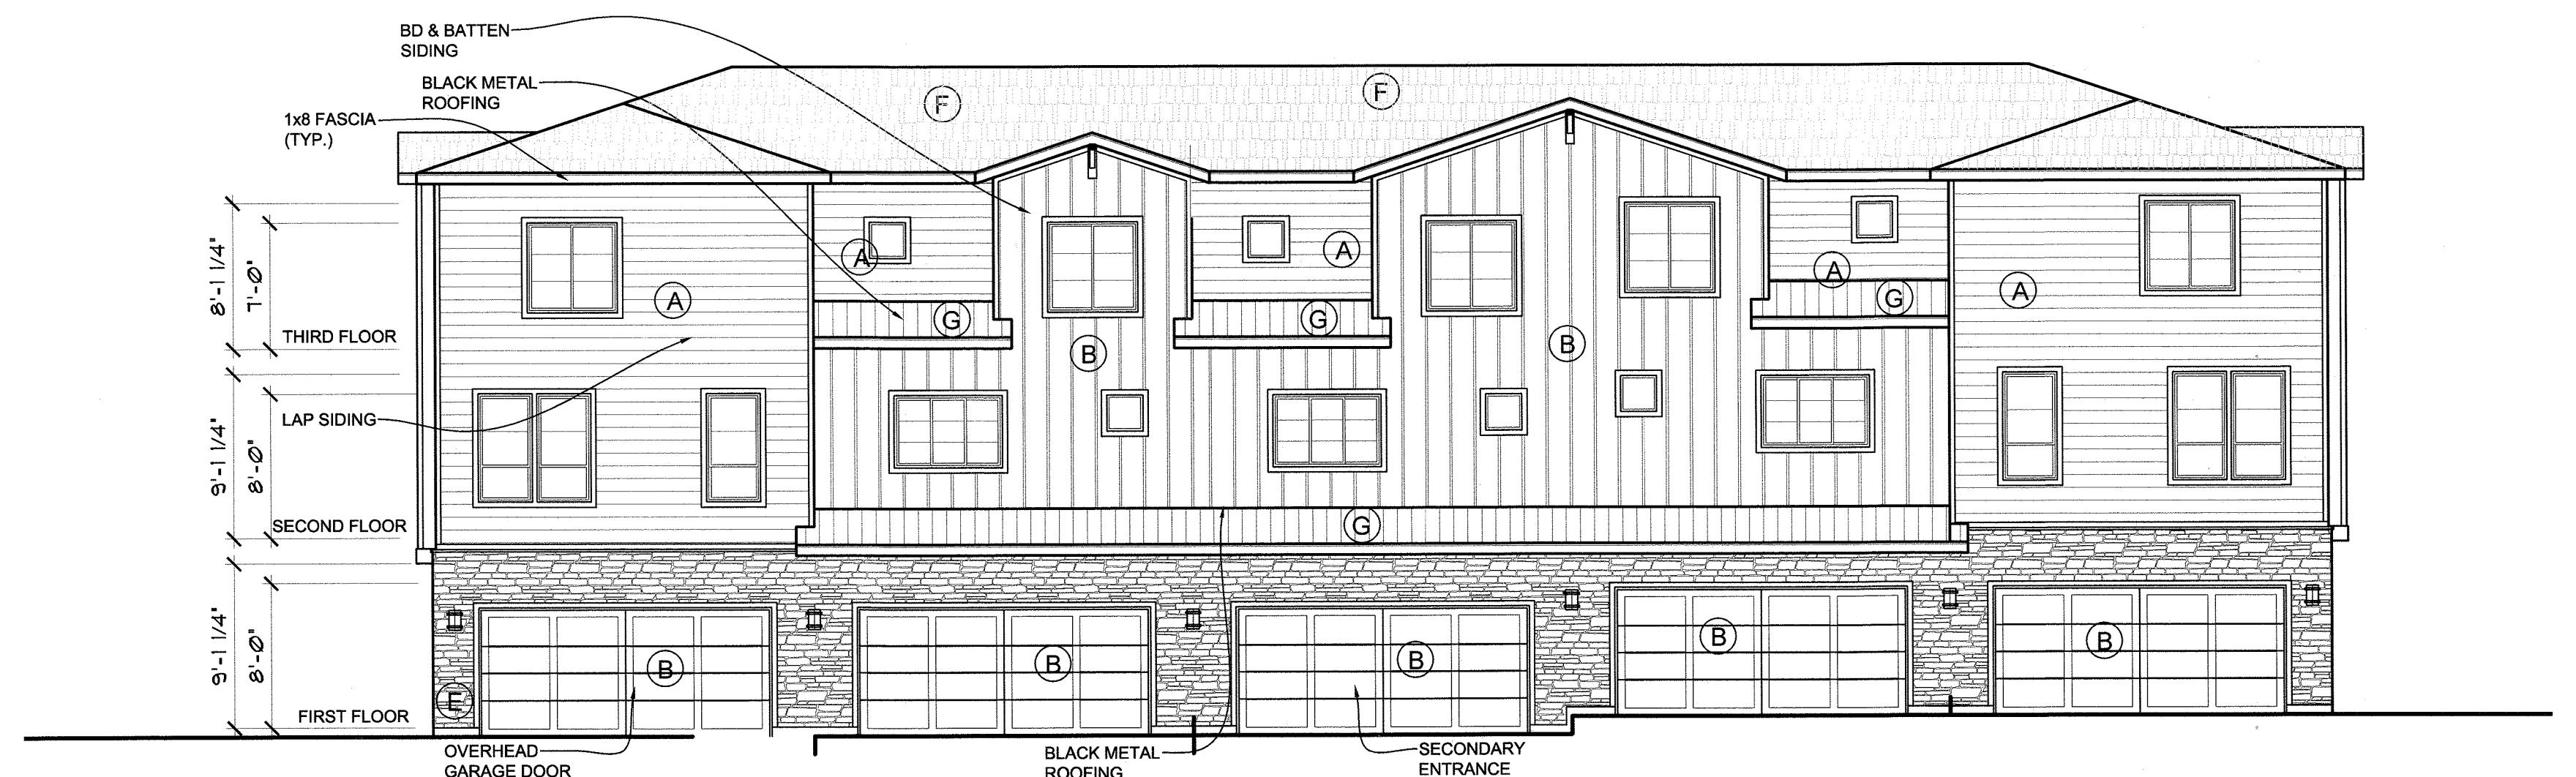 BD & BATTEN
SIDING
BLACK METAL
ROOFING
1x8 FASCIA
(TYP.)
F
F
8'-1 1/4"
7'-0"
A
A
A
A
A
A
G
G
G
B
B
THIRD FLOOR
LAP SIDING
9'-1 1/4"
8'-0"
SECOND FLOOR
G
9'-1 1/4"
8'-0"
B
B
B
B
B
E
FIRST FLOOR
OVERHEAD
GARAGE DOOR
BLACK METAL
ROOFING
SECONDARY
ENTRANCE